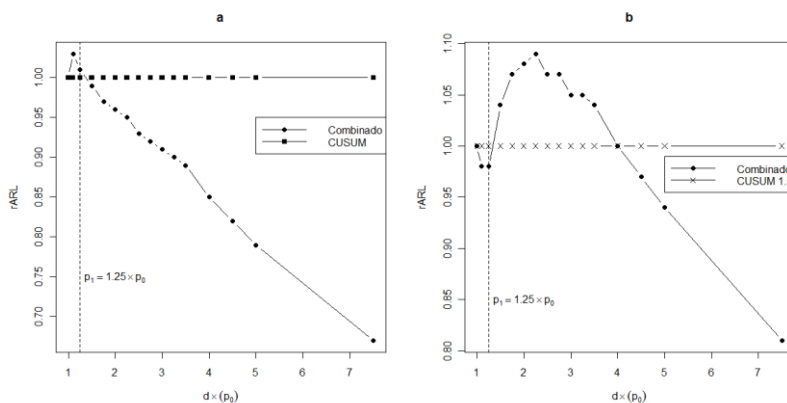 a
rARL
1.00
0.95
0.90
0.85
0.80
0.75
0.70
Combinado
CUSUM
p₁ = 1.25 × p₀
1 2 3 4 5 6 7
d × (p₀)
b
rARL
1.10
1.05
1.00
0.95
0.90
0.85
0.80
Combinado
CUSUM 1.
p₁ = 1.25 × p₀
1 2 3 4 5 6 7
d × (p₀)